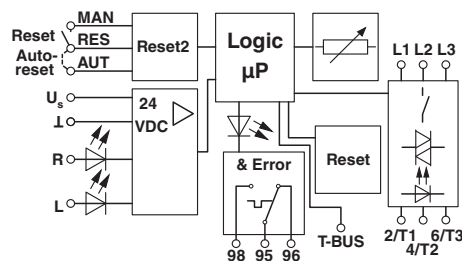 MAN
Reset
RES
Auto-
reset
AUT
Reset2
Logic
µP
L1 L2 L3
Us
⊥
24
VDC
R
L
& Error
Reset
98 95 96
T-BUS
2/T1 6/T3
4/T2